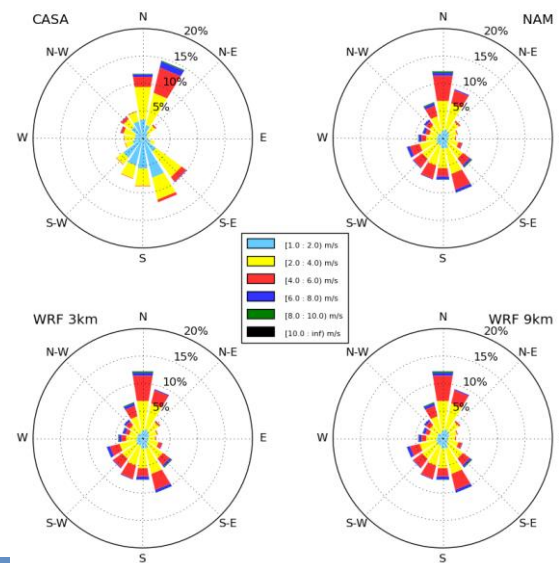 CASA
N
20%
N-W
N-E
15%
10%
5%
W
E
S-W
S-E
S
NAM
N
20%
N-W
N-E
15%
10%
5%
W
S-W
S-E
S
[1.0 : 2.0) m/s
[2.0 : 4.0) m/s
[4.0 : 6.0) m/s
[6.0 : 8.0) m/s
[8.0 : 10.0) m/s
[10.0 : inf) m/s
WRF 3km
N
20%
N-W
N-E
15%
10%
5%
W
E
S-W
S-E
S
WRF 9km
N
20%
N-W
N-E
15%
10%
5%
W
S-W
S-E
S